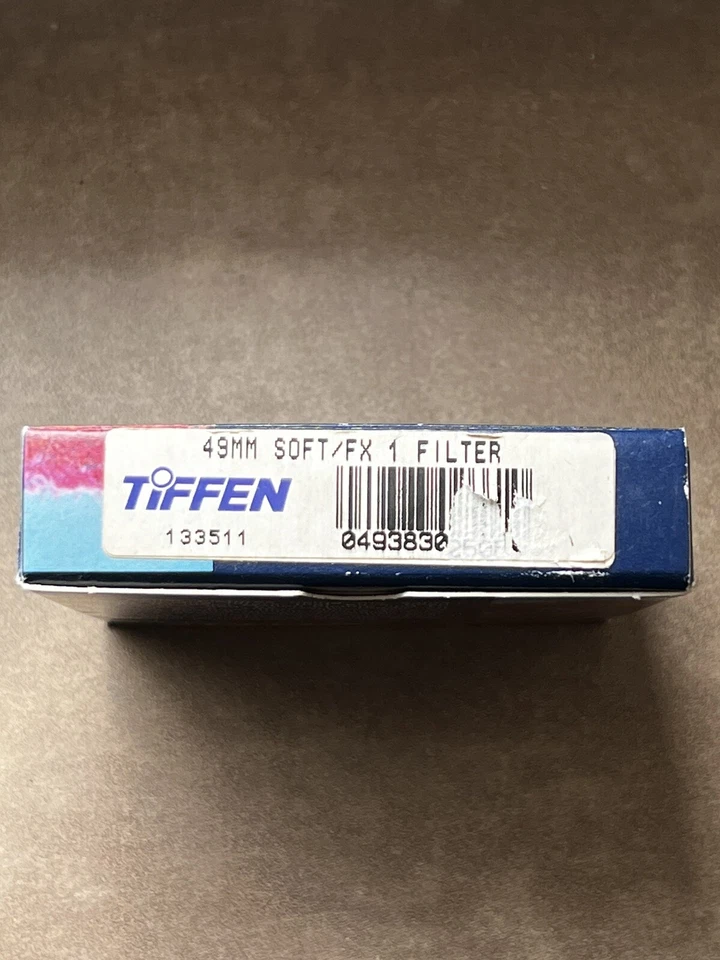 49MM SOFT/FX 1 FILTER
TiFFEN
133511
0493830